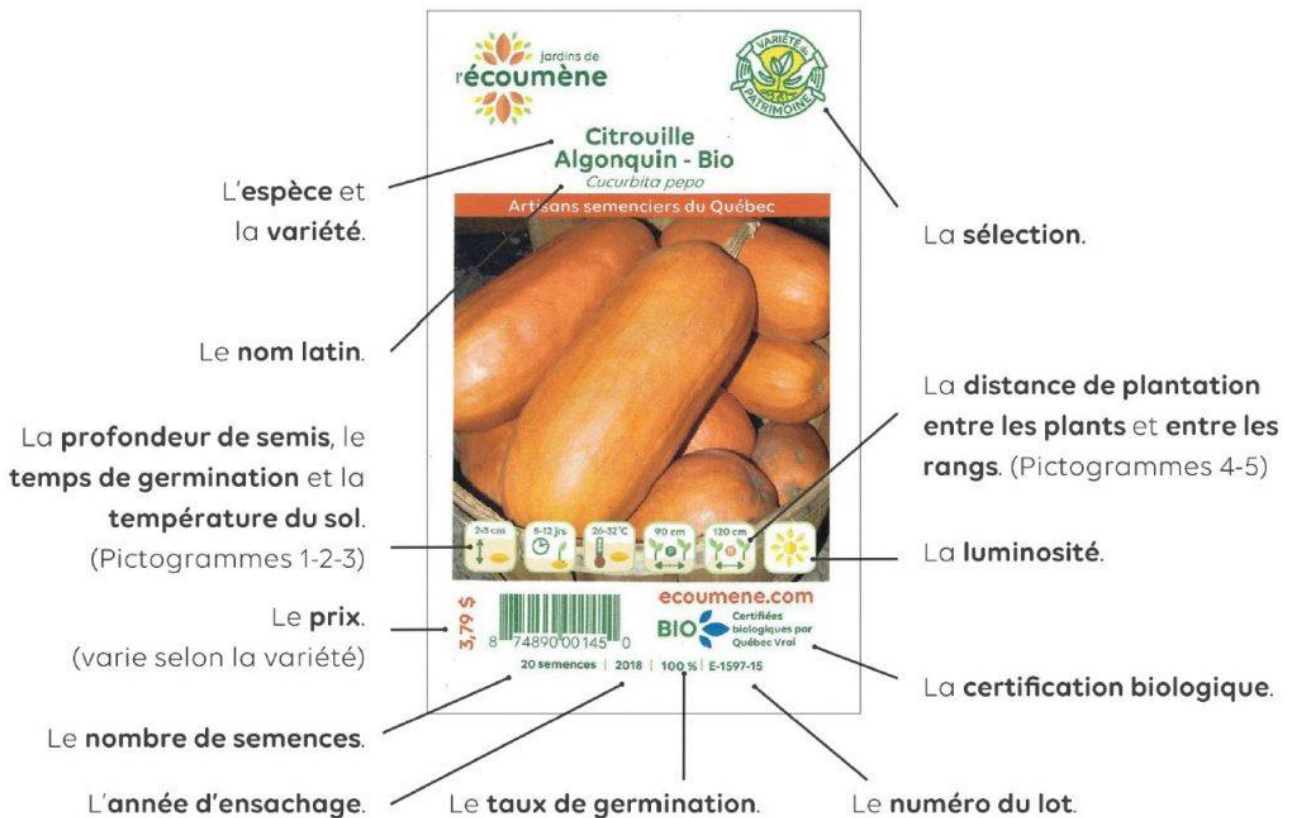 jardins de
l'écoumène
VARIÉTÉ du
PATRIMOINE
Citrouille
Algonquin - Bio
Cucurbita pepo
Artisans semenciers du Québec
L'espèce et
la variété.
La sélection.
Le nom latin.
La distance de plantation
entre les plants et entre les
rangs. (Pictogrammes 4-5)
La profondeur de semis, le
temps de germination et la
température du sol.
(Pictogrammes 1-2-3)
2-3 cm
5-12 jrs
26-32°C
90 cm
120 cm
P
R
La luminosité.
Le prix.
(varie selon la variété)
3,79 $
8 74890 00145 0
ecoumene.com
BIO
Certifiées
biologiques par
Québec Vrai
20 semences | 2018 | 100 % | E-1597-15
La certification biologique.
Le nombre de semences.
L'année d'ensachage.
Le taux de germination.
Le numéro du lot.